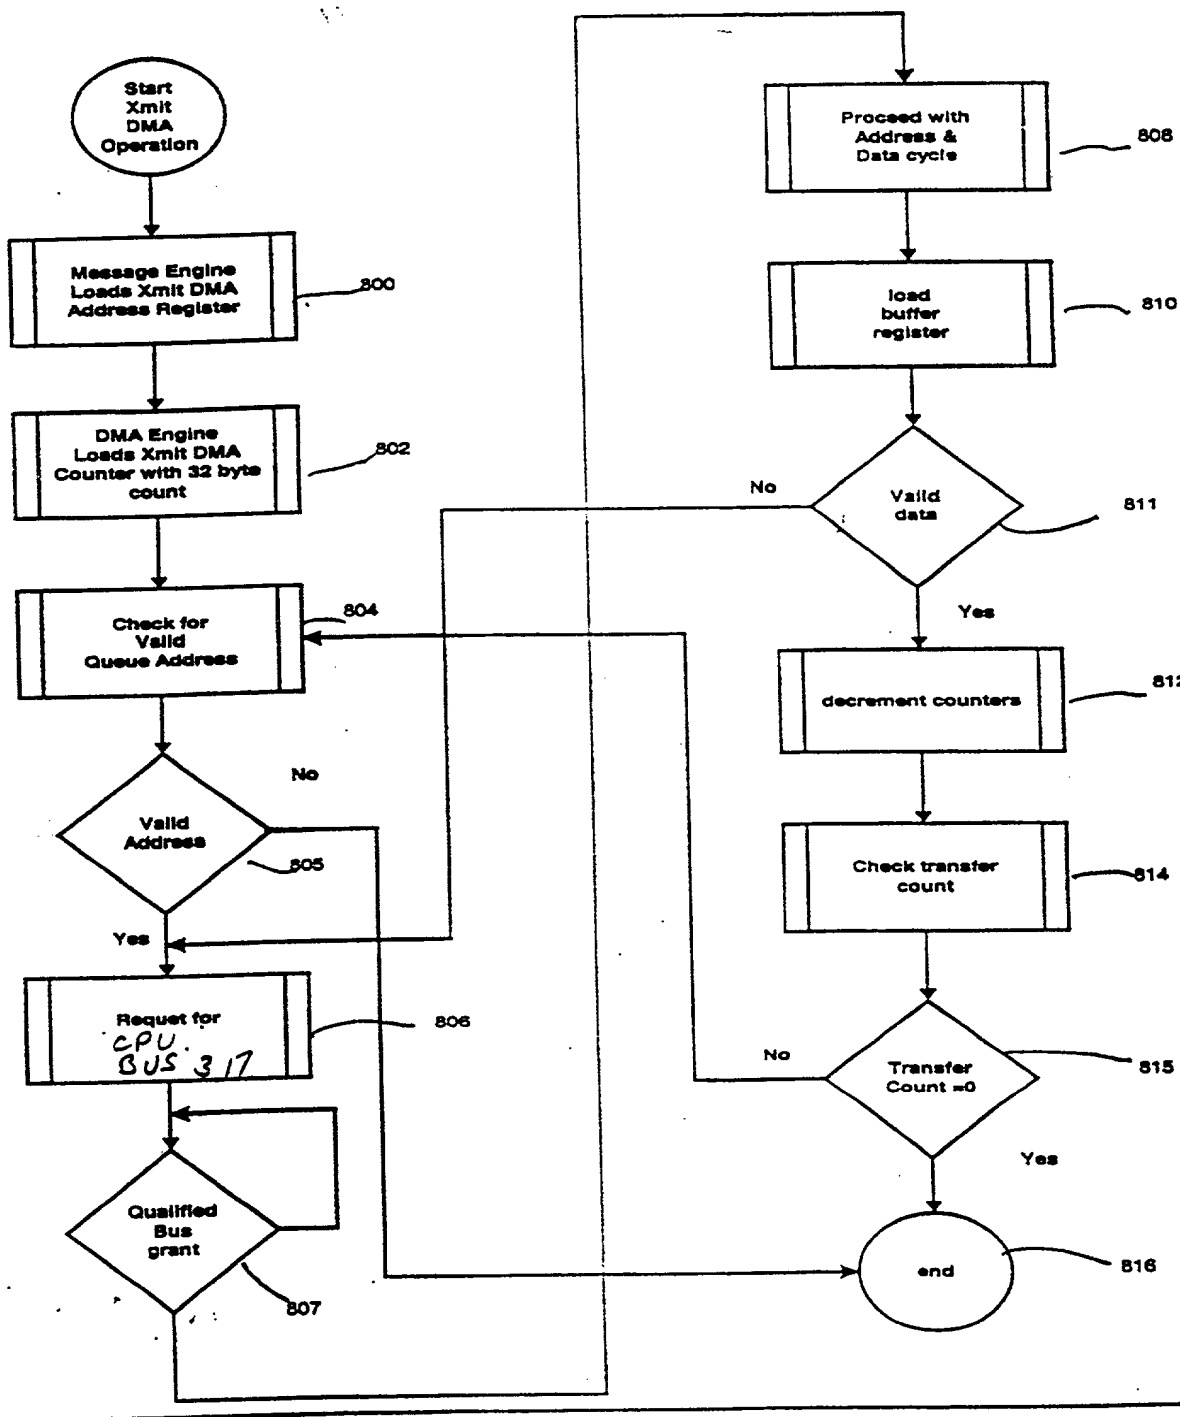 Start
Xmit
DMA
Operation
Message Engine
Loads Xmit DMA
Address Register
800
DMA Engine
Loads Xmit DMA
Counter with 32 byte
count
802
Check for
Valid
Queue Address
804
Valid
Address
805
No
Yes
Requet for
CPU.
BUS 317
806
Qualified
Bus
grant
807
Proceed with
Address &
Data cycle
808
load
buffer
register
810
Valid
data
811
No
Yes
decrement counters
812
Check transfer
count
814
Transfer
Count =0
815
No
Yes
end
816